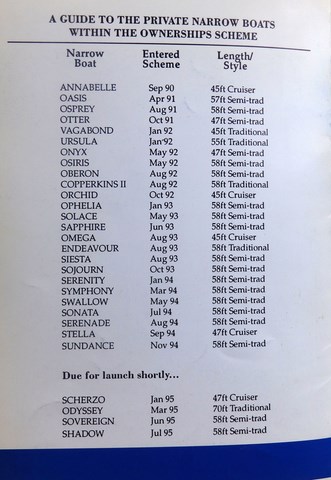 A GUIDE TO THE PRIVATE NARROW BOATS
WITHIN THE OWNERSHIPS SCHEME
Narrow Boat Entered Scheme Length/ Style
ANNABELLE Sep 90 45ft Cruiser
OASIS Apr 91 57ft Semi-trad
OSPREY Aug 91 58ft Semi-trad
OTTER Oct 91 47ft Semi-trad
VAGABOND Jan 92 45ft Traditional
URSULA Jan 92 55ft Traditional
ONYX May 92 47ft Semi-trad
OSIRIS May 92 58ft Semi-trad
OBERON Aug 92 58ft Semi-trad
COPPERKINS II Aug 92 58ft Traditional
ORCHID Oct 92 45ft Cruiser
OPHELIA Jan 93 58ft Semi-trad
SOLACE May 93 58ft Semi-trad
SAPPHIRE Jun 93 58ft Semi-trad
OMEGA Aug 93 45ft Cruiser
ENDEAVOUR Aug 93 58ft Traditional
SIESTA Aug 93 58ft Semi-trad
SOJOURN Oct 93 58ft Semi-trad
SERENITY Jan 94 58ft Semi-trad
SYMPHONY Mar 94 58ft Semi-trad
SWALLOW May 94 58ft Semi-trad
SONATA Jul 94 58ft Semi-trad
SERENADE Aug 94 58ft Semi-trad
STELLA Sep 94 47ft Cruiser
SUNDANCE Nov 94 58ft Semi-trad
Due for launch shortly...
SCHERZO Jan 95 47ft Cruiser
ODYSSEY Mar 95 70ft Traditional
SOVEREIGN Jun 95 58ft Semi-trad
SHADOW Jul 95 58ft Semi-trad